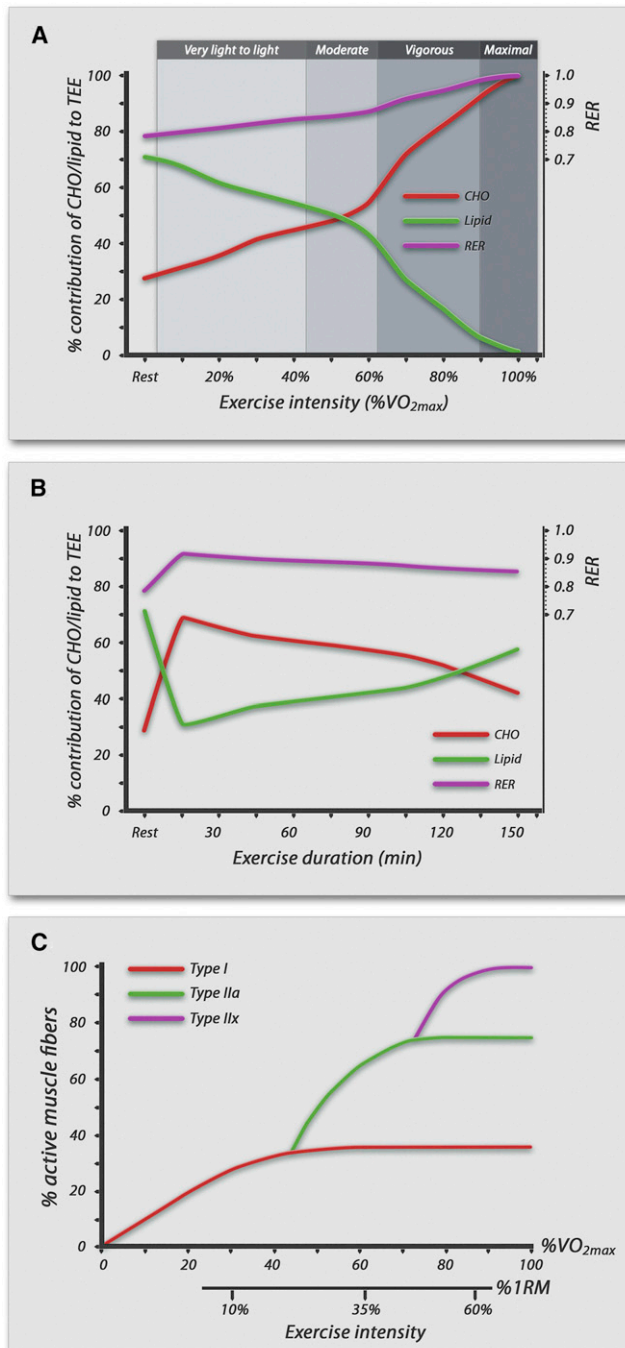 A
Very light to light Moderate Vigorous Maximal
% contribution of CHO/lipid to TEE
100
80
60
40
20
0
1.0
0.9
0.8
0.7
RER
CHO
Lipid
RER
Rest 20% 40% 60% 80% 100%
Exercise intensity (%VO2max)
B
% contribution of CHO/lipid to TEE
100
80
60
40
20
0
1.0
0.9
0.8
0.7
RER
CHO
Lipid
RER
Rest 30 60 90 120 150
Exercise duration (min)
C
% active muscle fibers
100
80
60
40
20
0
Type I
Type IIa
Type IIx
0 20 40 60 80 100
%VO2max
%1RM
10% 35% 60%
Exercise intensity